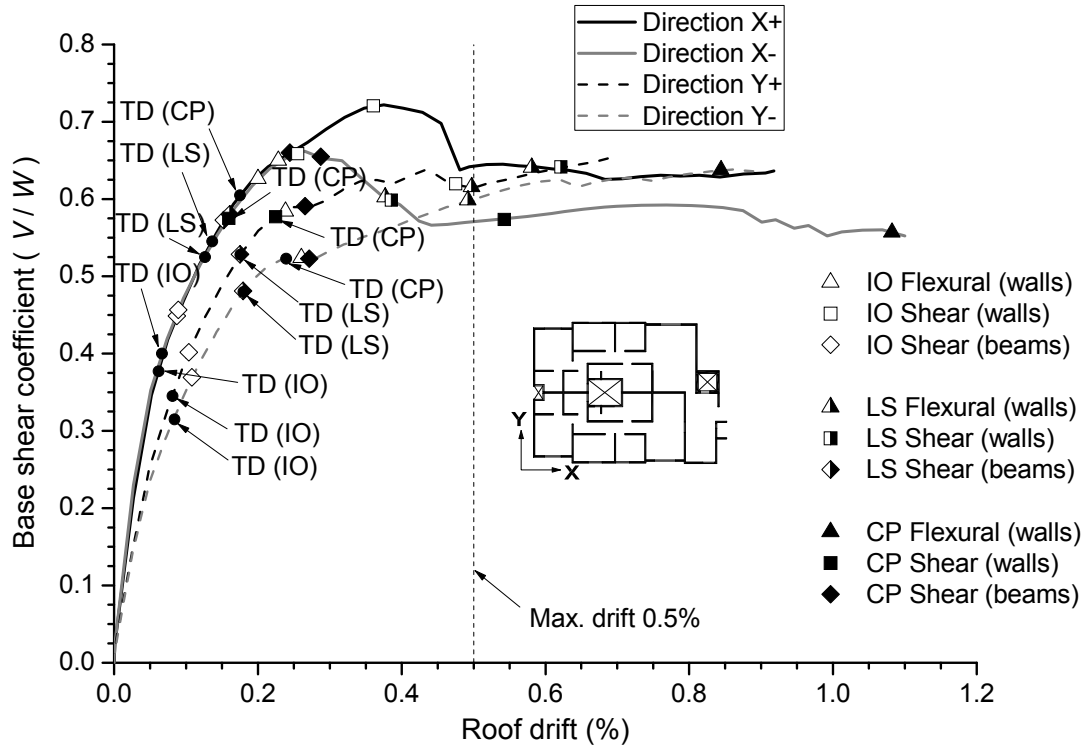 Direction X+
Direction X-
Direction Y+
Direction Y-
0.8
0.7
0.6
0.5
0.4
0.3
0.2
0.1
0.0
Base shear coefficient ( V / W )
TD (CP)
TD (LS)
TD (CP)
TD (LS)
TD (CP)
TD (IO)
TD (CP)
TD (LS)
TD (LS)
TD (IO)
TD (IO)
TD (IO)
Y
X
Max. drift 0.5%
IO Flexural (walls)
IO Shear (walls)
IO Shear (beams)
LS Flexural (walls)
LS Shear (walls)
LS Shear (beams)
CP Flexural (walls)
CP Shear (walls)
CP Shear (beams)
0.0 0.2 0.4 0.6 0.8 1.0 1.2
Roof drift (%)